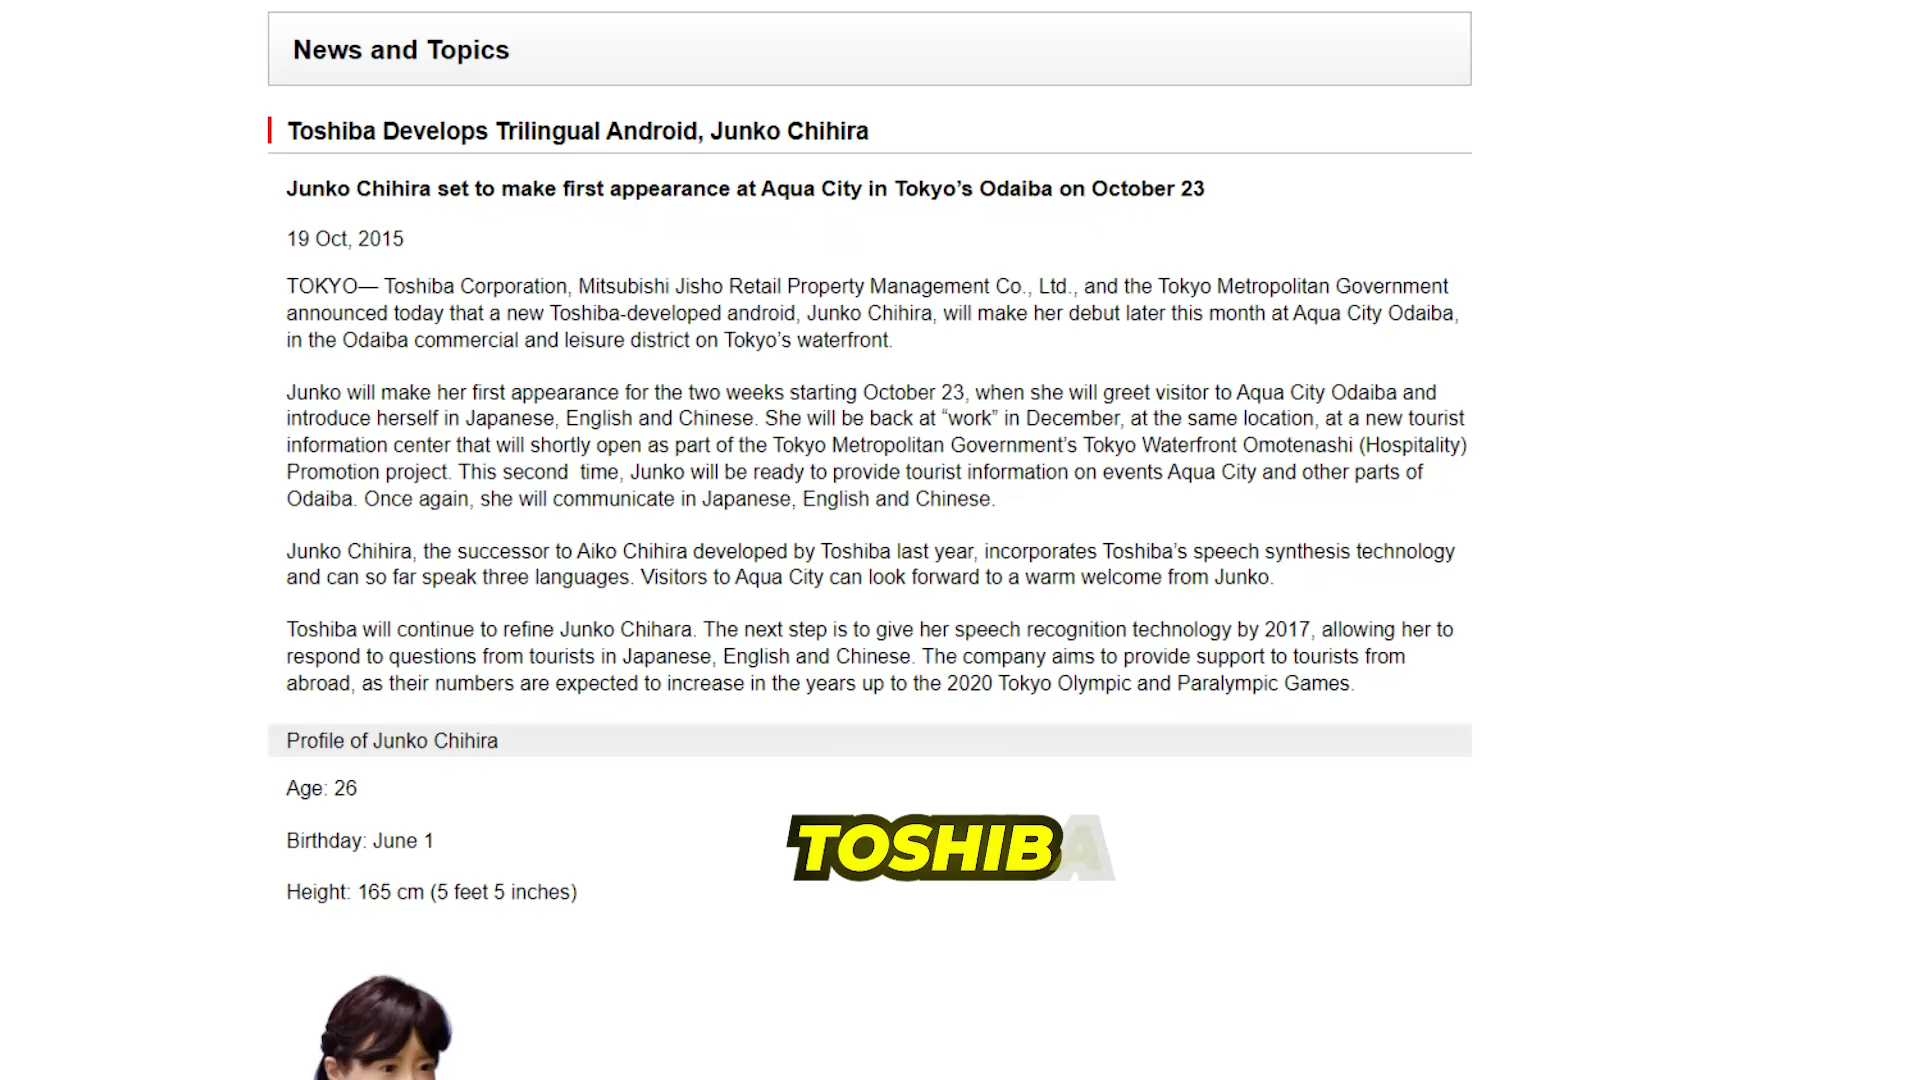 News and Topics
Toshiba Develops Trilingual Android, Junko Chihira
Junko Chihira set to make first appearance at Aqua City in Tokyo’s Odaiba on October 23
19 Oct, 2015
TOKYO— Toshiba Corporation, Mitsubishi Jisho Retail Property Management Co., Ltd., and the Tokyo Metropolitan Government
announced today that a new Toshiba-developed android, Junko Chihira, will make her debut later this month at Aqua City Odaiba,
in the Odaiba commercial and leisure district on Tokyo’s waterfront.
Junko will make her first appearance for the two weeks starting October 23, when she will greet visitor to Aqua City Odaiba and
introduce herself in Japanese, English and Chinese. She will be back at “work” in December, at the same location, at a new tourist
information center that will shortly open as part of the Tokyo Metropolitan Government’s Tokyo Waterfront Omotenashi (Hospitality)
Promotion project. This second  time, Junko will be ready to provide tourist information on events Aqua City and other parts of
Odaiba. Once again, she will communicate in Japanese, English and Chinese.
Junko Chihira, the successor to Aiko Chihira developed by Toshiba last year, incorporates Toshiba’s speech synthesis technology
and can so far speak three languages. Visitors to Aqua City can look forward to a warm welcome from Junko.
Toshiba will continue to refine Junko Chihara. The next step is to give her speech recognition technology by 2017, allowing her to
respond to questions from tourists in Japanese, English and Chinese. The company aims to provide support to tourists from
abroad, as their numbers are expected to increase in the years up to the 2020 Tokyo Olympic and Paralympic Games.
Profile of Junko Chihira
Age: 26
Birthday: June 1
TOSHIBA
Height: 165 cm (5 feet 5 inches)